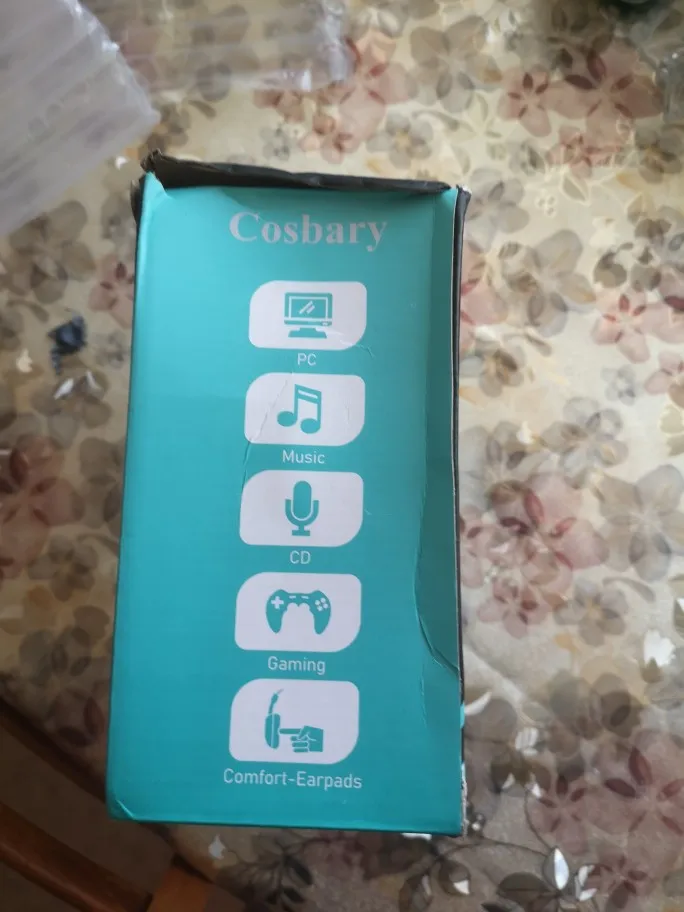 Cosbary
PC
Music
CD
Gaming
Comfort-Earpads